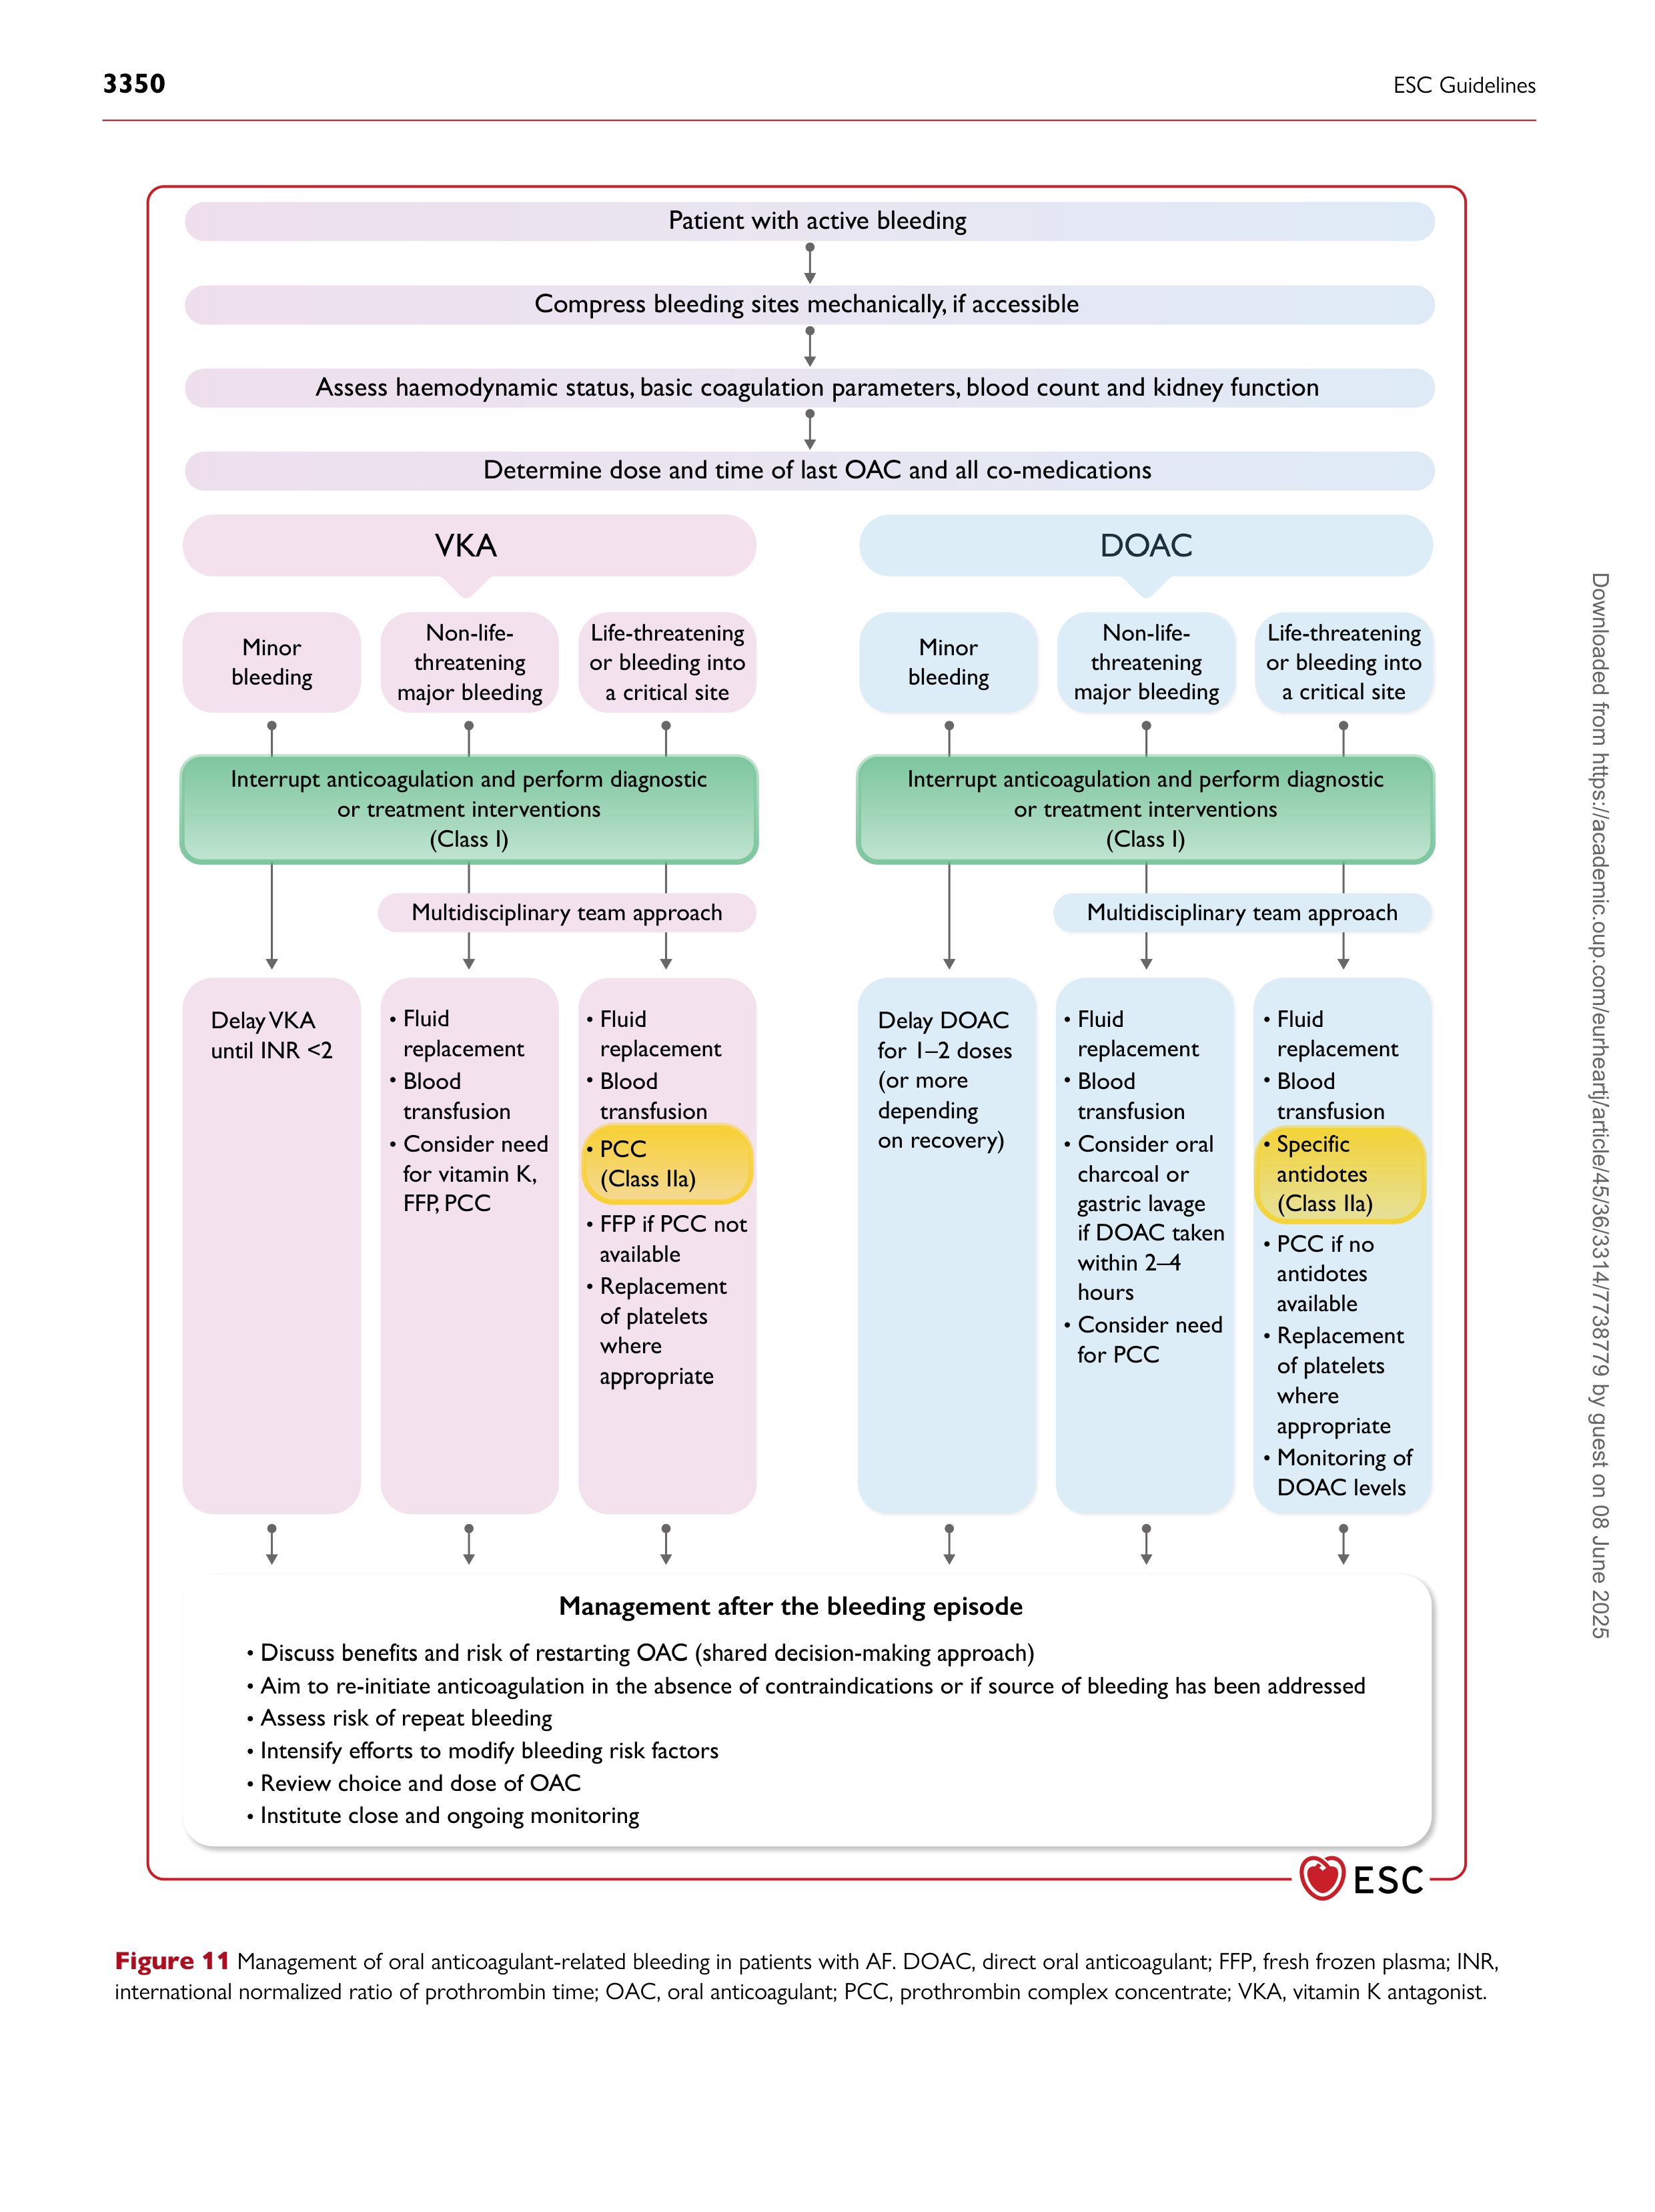 3350
ESC Guidelines
Patient with active bleeding
Compress bleeding sites mechanically, if accessible
Assess haemodynamic status, basic coagulation parameters, blood count and kidney function
Determine dose and time of last OAC and all co-medications
VKA
Minor
bleeding
Non-life-
threatening
major bleeding
Life-threatening
or bleeding into
a critical site
Interrupt anticoagulation and perform diagnostic
or treatment interventions
(Class I)
Multidisciplinary team approach
Delay VKA
until INR <2
• Fluid
replacement
• Blood
transfusion
• Consider need
for vitamin K,
FFP, PCC
• Fluid
replacement
• Blood
transfusion
• PCC
(Class IIa)
• FFP if PCC not
available
• Replacement
of platelets
where
appropriate
DOAC
Minor
bleeding
Non-life-
threatening
major bleeding
Life-threatening
or bleeding into
a critical site
Interrupt anticoagulation and perform diagnostic
or treatment interventions
(Class I)
Multidisciplinary team approach
Delay DOAC
for 1–2 doses
(or more
depending
on recovery)
• Fluid
replacement
• Blood
transfusion
• Consider oral
charcoal or
gastric lavage
if DOAC taken
within 2–4
hours
• Consider need
for PCC
• Fluid
replacement
• Blood
transfusion
• Specific
antidotes
(Class IIa)
• PCC if no
antidotes
available
• Replacement
of platelets
where
appropriate
• Monitoring of
DOAC levels
Management after the bleeding episode
• Discuss benefits and risk of restarting OAC (shared decision-making approach)
• Aim to re-initiate anticoagulation in the absence of contraindications or if source of bleeding has been addressed
• Assess risk of repeat bleeding
• Intensify efforts to modify bleeding risk factors
• Review choice and dose of OAC
• Institute close and ongoing monitoring
ESC
Figure 11 Management of oral anticoagulant-related bleeding in patients with AF. DOAC, direct oral anticoagulant; FFP, fresh frozen plasma; INR,
international normalized ratio of prothrombin time; OAC, oral anticoagulant; PCC, prothrombin complex concentrate; VKA, vitamin K antagonist.
Downloaded from https://academic.oup.com/eurheartj/article/45/36/3314/7738779 by guest on 08 June 2025